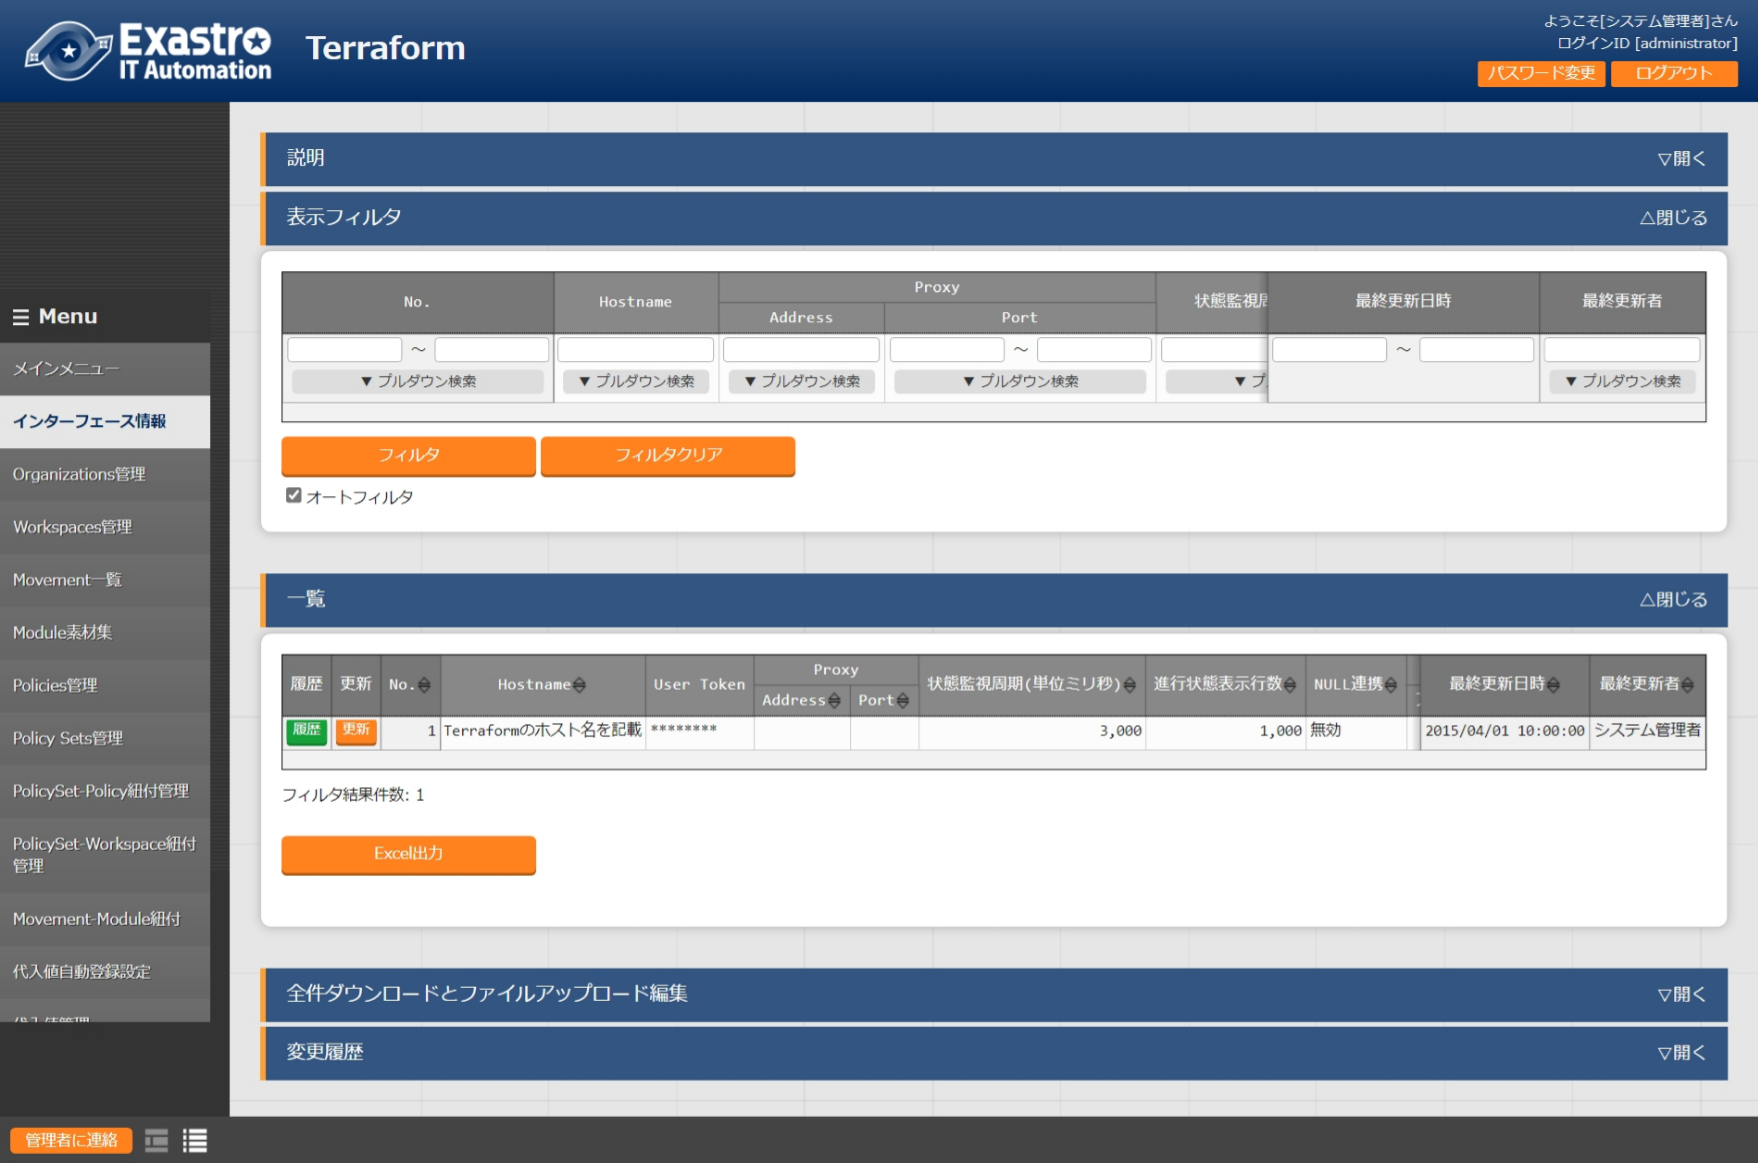 Exastro
IT Automation
Terraform
ようこそ[システム管理者]さん
ログインID [administrator]
パスワード変更 ログアウト
☰ Menu
メインメニュー
インターフェース情報
Organizations管理
Workspaces管理
Movement一覧
Module素材集
Policies管理
Policy Sets管理
PolicySet-Policy紐付管理
PolicySet-Workspace紐付
管理
Movement-Module紐付
代入値自動登録設定
代入値管理
説明 ▽開く
表示フィルタ △閉じる
No. Hostname Proxy 状態監視周 最終更新日時 最終更新者
Address Port
～ ～ ～
▼プルダウン検索 ▼プルダウン検索 ▼プルダウン検索 ▼プルダウン検索 ▼プ ▼プルダウン検索
フィルタ フィルタクリア
オートフィルタ
一覧 △閉じる
履歴 更新 No. Hostname User Token Proxy 状態監視周期(単位ミリ秒) 進行状態表示行数 NULL連携 最終更新日時 最終更新者
Address Port
履歴 更新 1 Terraformのホスト名を記載 ******** 3,000 1,000 無効 2015/04/01 10:00:00 システム管理者
フィルタ結果件数: 1
Excel出力
全件ダウンロードとファイルアップロード編集 ▽開く
変更履歴 ▽開く
管理者に連絡